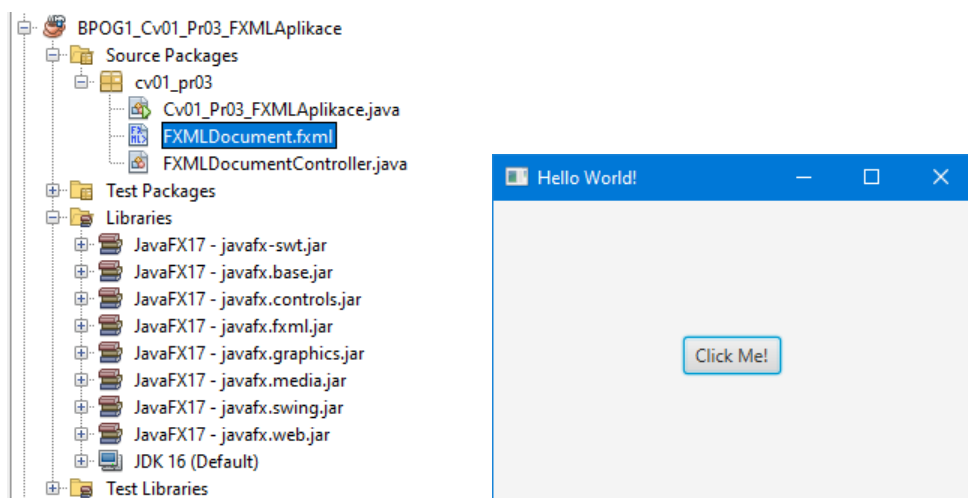 BPOG1_Cv01_Pr03_FXMLAplikace
Source Packages
cv01_pr03
Cv01_Pr03_FXMLAplikace.java
FXMLDocument.fxml
FXMLDocumentController.java
Test Packages
Libraries
JavaFX17 - javafx-swt.jar
JavaFX17 - javafx.base.jar
JavaFX17 - javafx.controls.jar
JavaFX17 - javafx.fxml.jar
JavaFX17 - javafx.graphics.jar
JavaFX17 - javafx.media.jar
JavaFX17 - javafx.swing.jar
JavaFX17 - javafx.web.jar
JDK 16 (Default)
Test Libraries
Hello World!
Click Me!